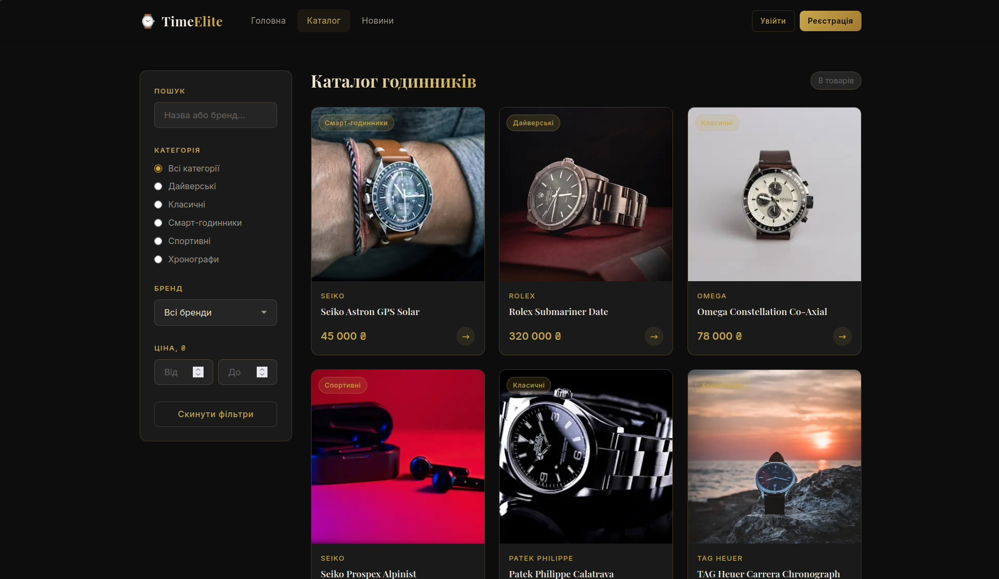 TimeElite
Головна
Каталог
Новини
Увійти
Реєстрація
ПОШУК
Назва або бренд...
КАТЕГОРІЯ
Всі категорії
Дайверські
Класичні
Смарт-годинники
Спортивні
Хронографи
БРЕНД
Всі бренди
ЦІНА, ₴
Від
До
Скинути фільтри
Каталог годинників
8 товарів
Смарт-годинники
SEIKO
Seiko Astron GPS Solar
45 000 ₴
→
Дайверські
ROLEX
Rolex Submariner Date
320 000 ₴
→
Класичні
FOSSIL
OMEGA
Omega Constellation Co-Axial
78 000 ₴
→
Спортивні
SEIKO
Seiko Prospex Alpinist
Класичні
ROLEX
PATEK PHILIPPE
Patek Philippe Calatrava
TAG HEUER
TAG Heuer Carrera Chronograph